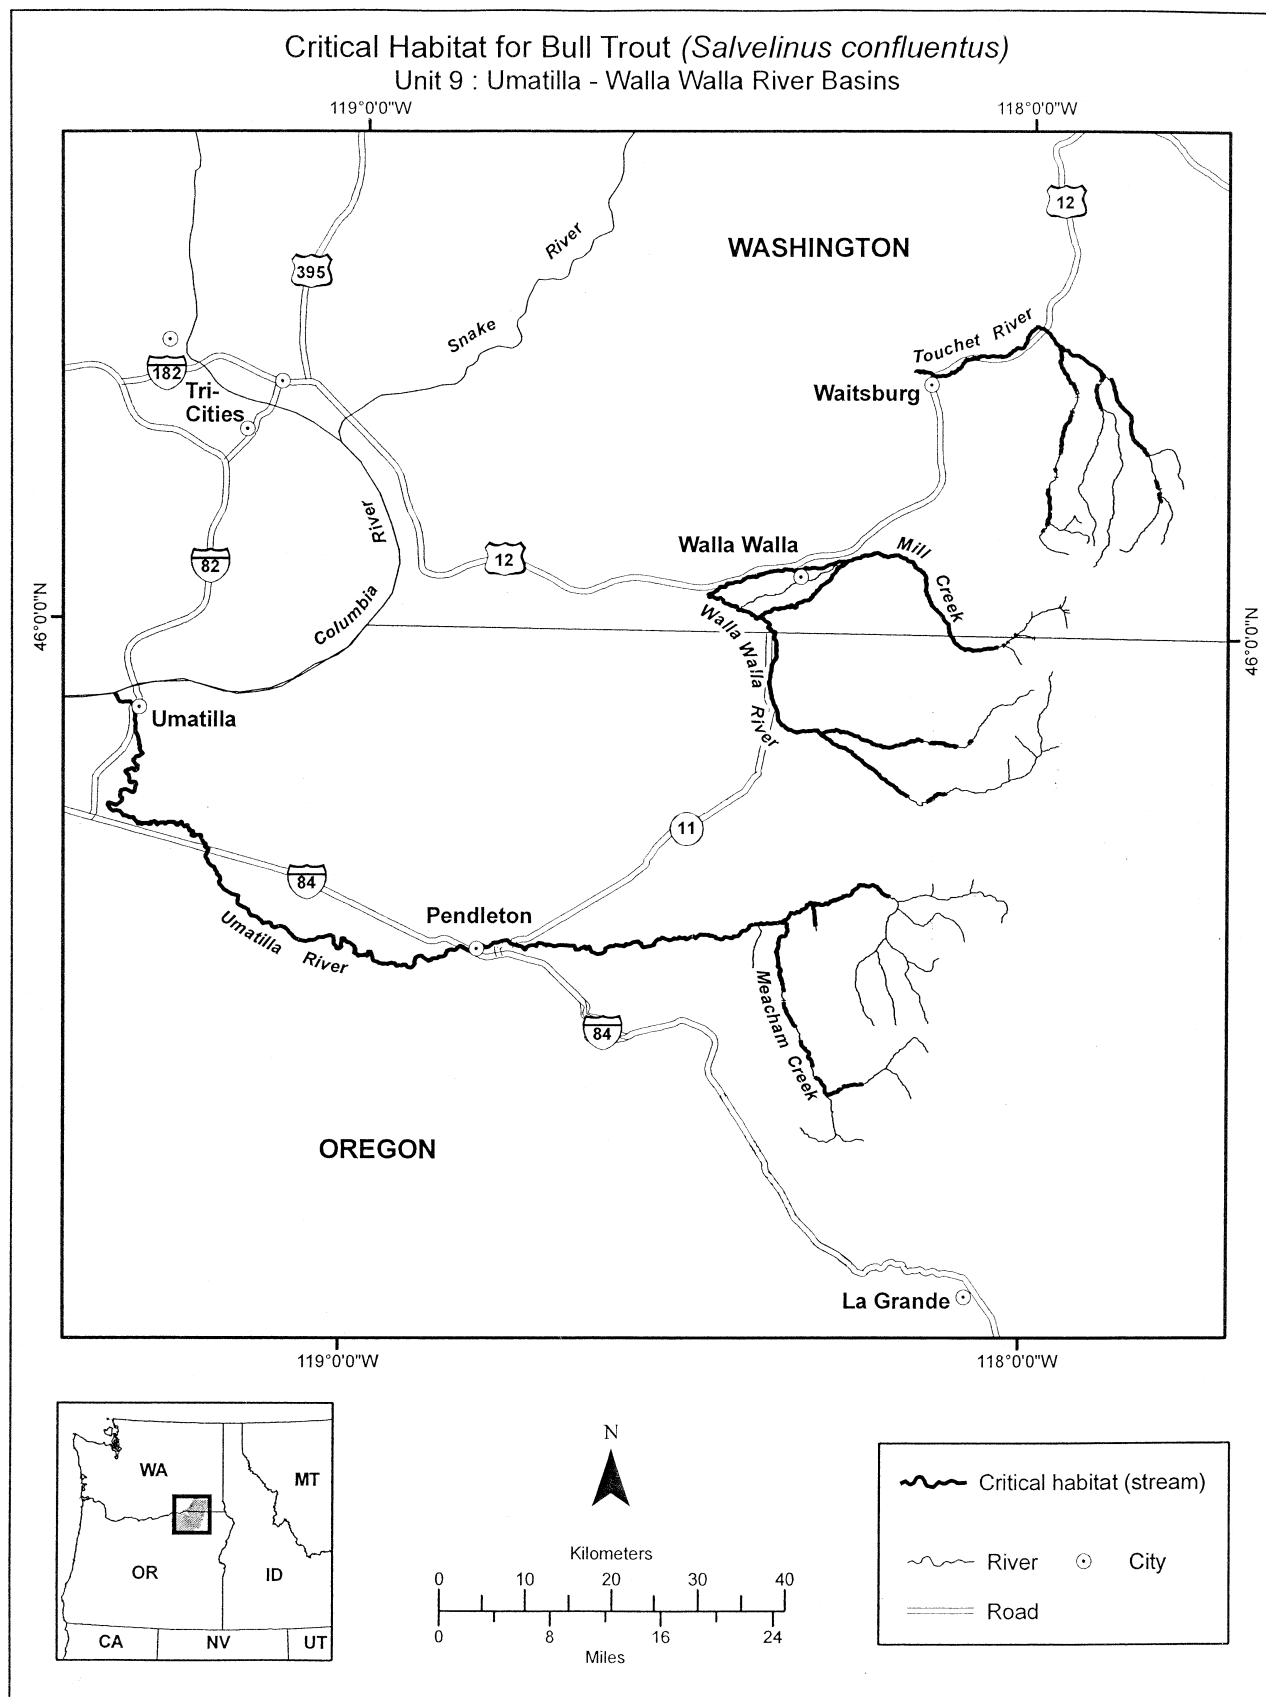 Critical Habitat for Bull Trout (Salvelinus confluentus)
Unit 9 : Umatilla - Walla Walla River Basins
119°0'0"W
118°0'0"W
12
WASHINGTON
River
395
Snake
Touchet River
182
Tri-
Cities
Waitsburg
River
82
12
Walla Walla
Mill
Creek
Columbia
46°0'0"N
46°0'0"N
Walla Walla River
Umatilla
11
84
Pendleton
Umatilla River
Meacham Creek
84
OREGON
La Grande
119°0'0"W
118°0'0"W
WA
MT
OR
ID
CA
NV
UT
N
Kilometers
0 10 20 30 40
0 8 16 24
Miles
Critical habitat (stream)
River
City
Road